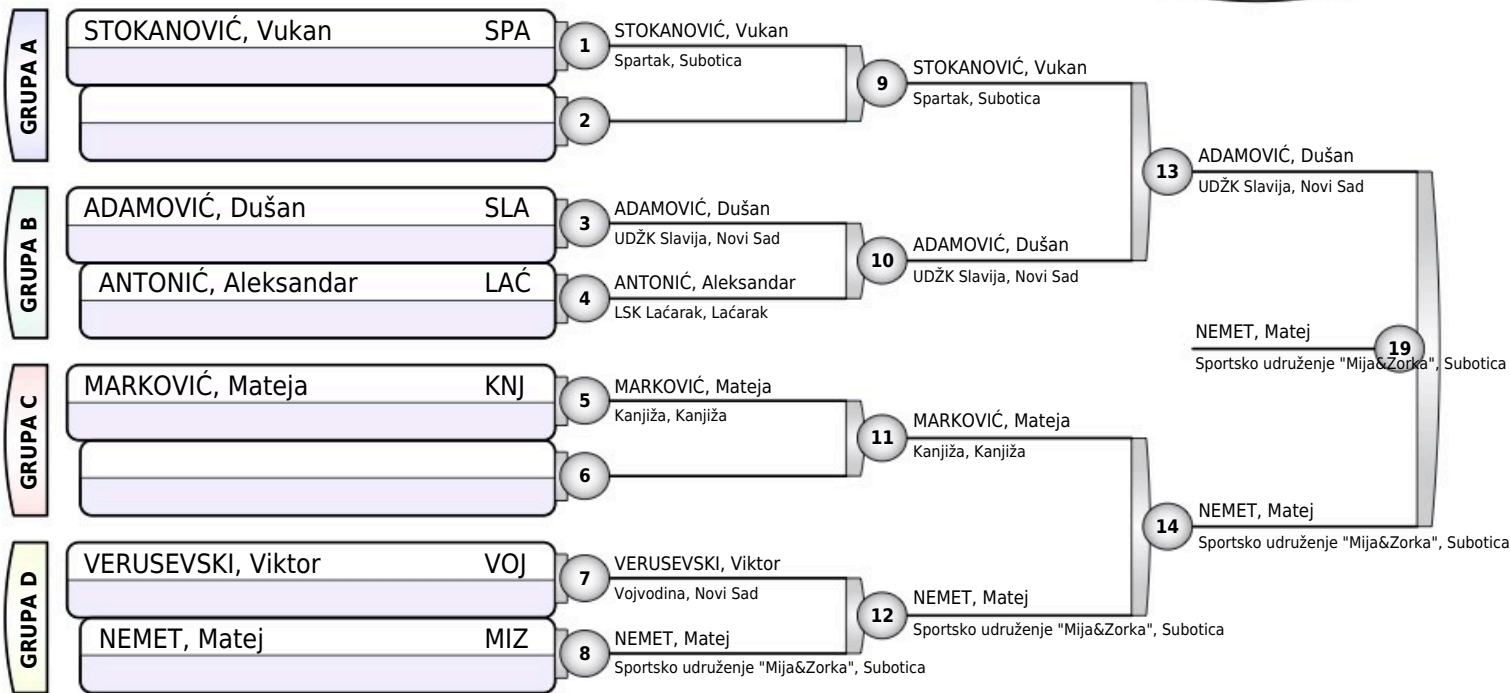 GRUPA A
STOKANOVIĆ, Vukan SPA
1
STOKANOVIĆ, Vukan
Spartak, Subotica
2
9
STOKANOVIĆ, Vukan
Spartak, Subotica
GRUPA B
ADAMOVIĆ, Dušan SLA
3
ADAMOVIĆ, Dušan
UDŽK Slavija, Novi Sad
ANTONIĆ, Aleksandar LAĆ
4
ANTONIĆ, Aleksandar
LSK Laćarak, Laćarak
10
ADAMOVIĆ, Dušan
UDŽK Slavija, Novi Sad
13
ADAMOVIĆ, Dušan
UDŽK Slavija, Novi Sad
GRUPA C
MARKOVIĆ, Mateja KNJ
5
MARKOVIĆ, Mateja
Kanjiža, Kanjiža
6
11
MARKOVIĆ, Mateja
Kanjiža, Kanjiža
GRUPA D
VERUSEVSKI, Viktor VOJ
7
VERUSEVSKI, Viktor
Vojvodina, Novi Sad
NEMET, Matej MIZ
8
NEMET, Matej
Sportsko udruženje "Mija&Zorka", Subotica
12
NEMET, Matej
Sportsko udruženje "Mija&Zorka", Subotica
14
NEMET, Matej
Sportsko udruženje "Mija&Zorka", Subotica
19
NEMET, Matej
Sportsko udruženje "Mija&Zorka", Subotica